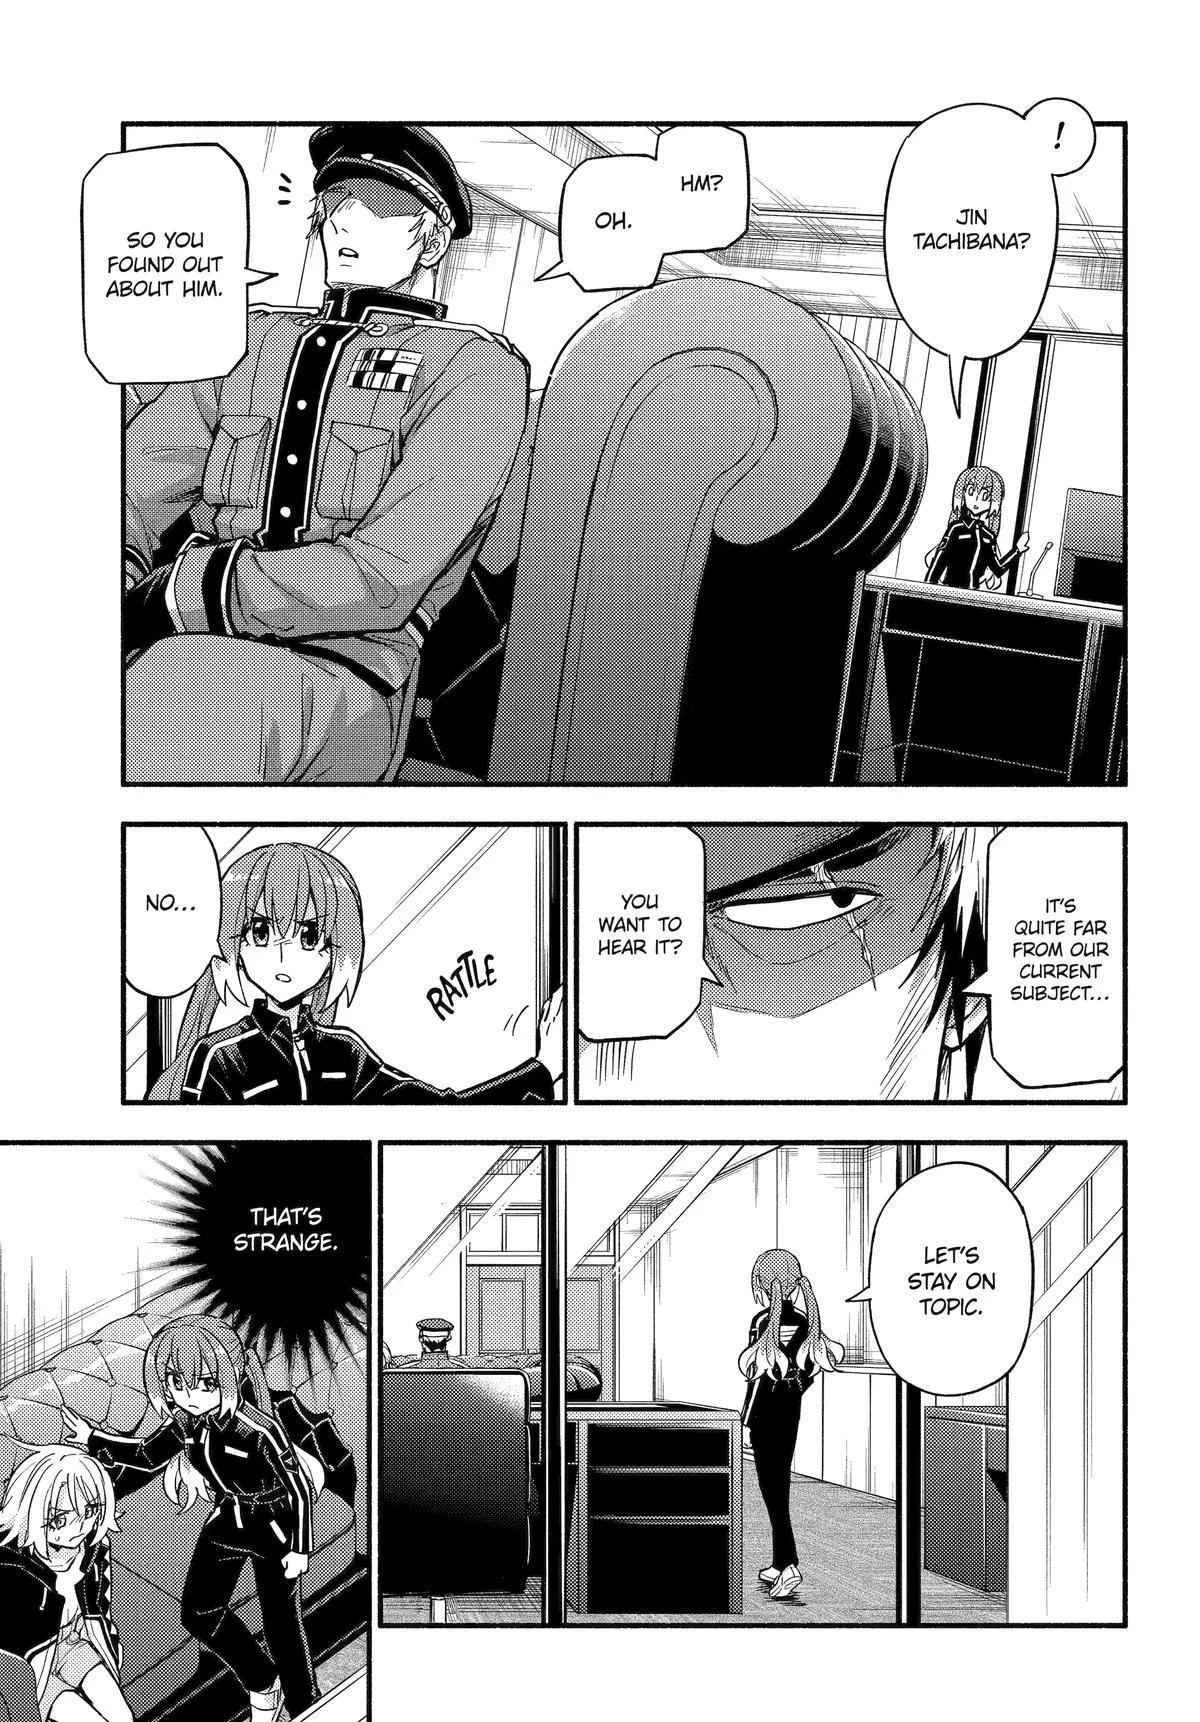 !
JIN
TACHIBANA?
HM?
OH.
SO YOU
FOUND OUT
ABOUT HIM.
IT'S
QUITE FAR
FROM OUR
CURRENT
SUBJECT...
YOU
WANT TO
HEAR IT?
NO...
RATTLE
LET'S
STAY ON
TOPIC.
THAT'S
STRANGE.